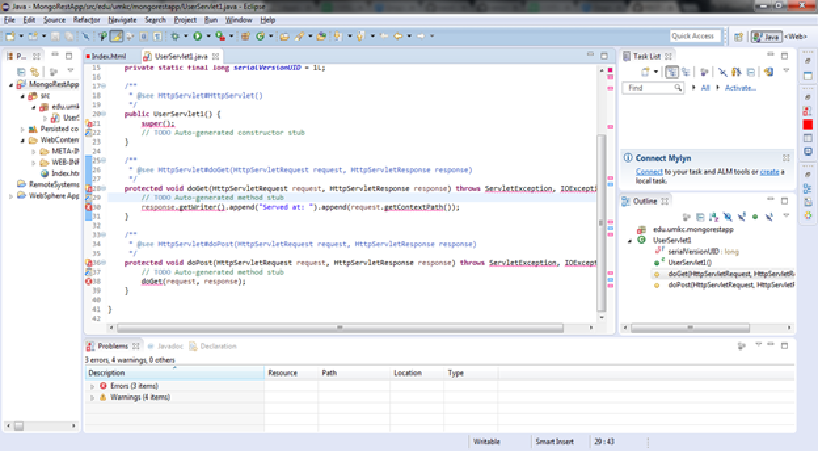 Java - MongoRestApp/src/edu/umkc/mongorestapp/UserServlet1.java - Eclipse
File Edit Source Refactor Navigate Search Project Run Window Help
Quick Access
Java
<Web>
P...
MongoRestApp
src
edu.umk
UserS
Persisted co
WebConten
META-IN
WEB-INF
Index.htm
RemoteSystems
WebSphere App
Index.html
UserServlet1.java
15 private static final long serialVersionUID = 1L;
16
17 /**
18 * @see HttpServlet#HttpServlet()
19 */
20 public UserServlet1() {
21 super();
22 // TODO Auto-generated constructor stub
23 }
24
25 /**
26 * @see HttpServlet#doGet(HttpServletRequest request, HttpServletResponse response)
27 */
28 protected void doGet(HttpServletRequest request, HttpServletResponse response) throws ServletException, IOExcepti
29 // TODO Auto-generated method stub
30 response.getWriter().append("Served at: ").append(request.getContextPath());
31 }
32
33 /**
34 * @see HttpServlet#doPost(HttpServletRequest request, HttpServletResponse response)
35 */
36 protected void doPost(HttpServletRequest request, HttpServletResponse response) throws ServletException, IOExcept
37 // TODO Auto-generated method stub
38 doGet(request, response);
39 }
40
41 }
42
Task List
Find
All
Activate...
Connect Mylyn
Connect to your task and ALM tools or create a
local task.
Outline
edu.umkc.mongorestapp
UserServlet1
serialVersionUID : long
UserServlet1()
doGet(HttpServletRequest, HttpServletR
doPost(HttpServletRequest, HttpServlet
Problems
Javadoc
Declaration
3 errors, 4 warnings, 0 others
Description Resource Path Location Type
Errors (3 items)
Warnings (4 items)
Writable Smart Insert 29 : 43